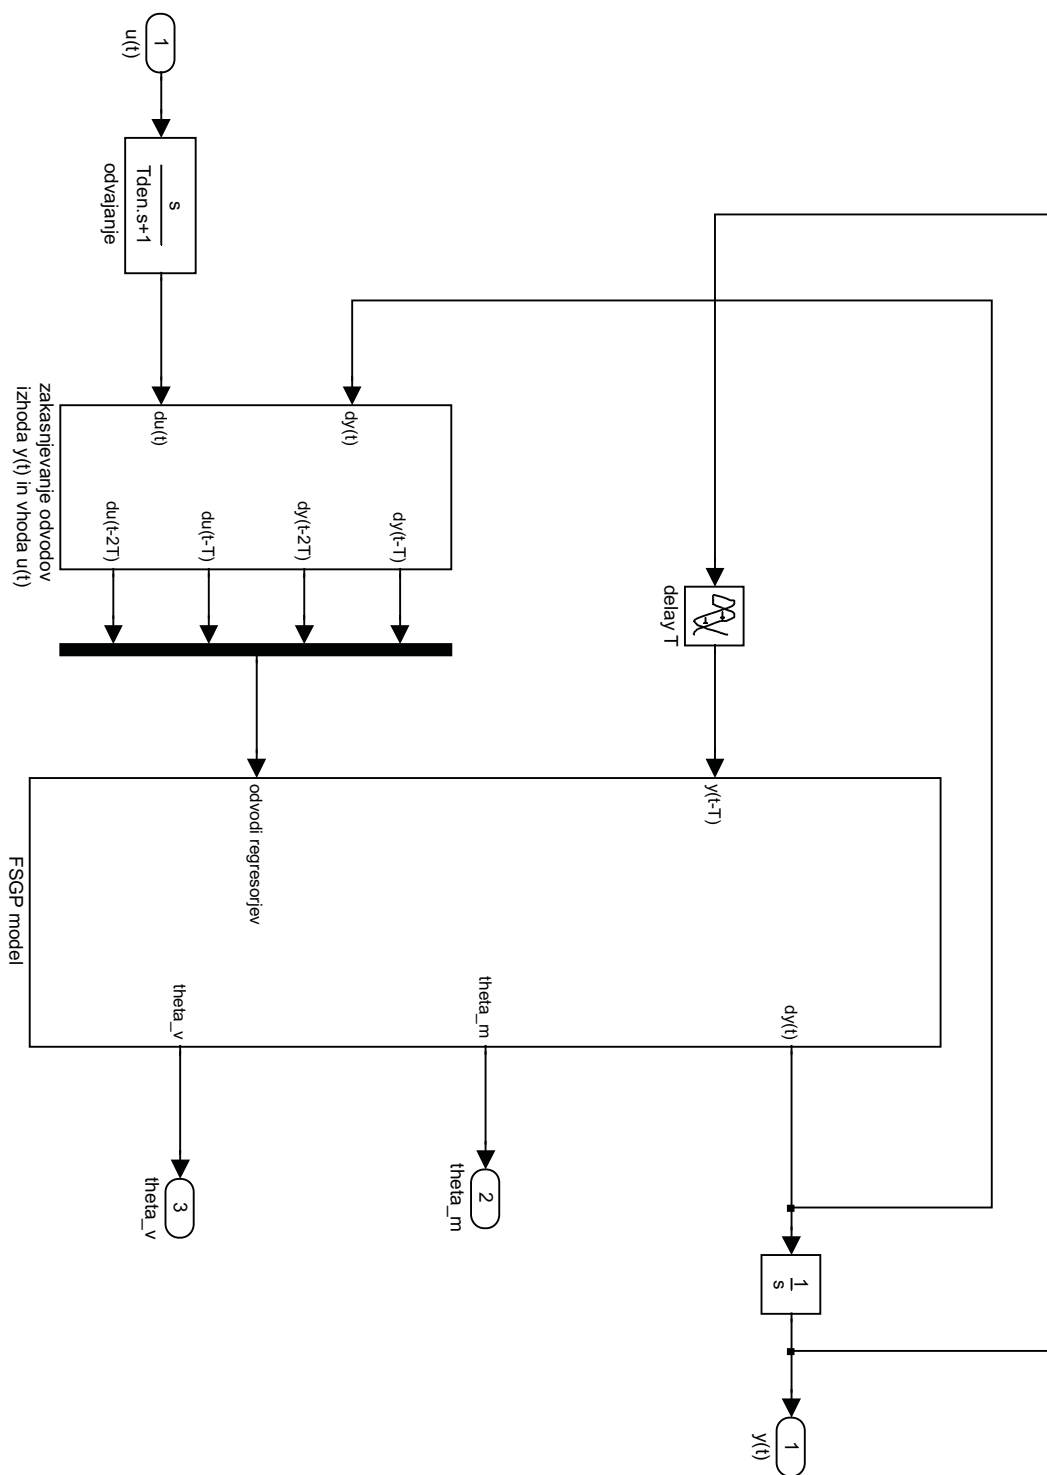 1
u(t)
s
Tden.s+1
odvajanje
dy(t)
du(t)
dy(t-T)
dy(t-2T)
du(t-T)
du(t-2T)
zakasnjevanje odvodov
izhoda y(t) in vhoda u(t)
delay T
y(t-T)
odvodi regresorjev
dy(t)
theta_m
theta_v
FSGP model
1
s
1
y(t)
2
theta_m
3
theta_v